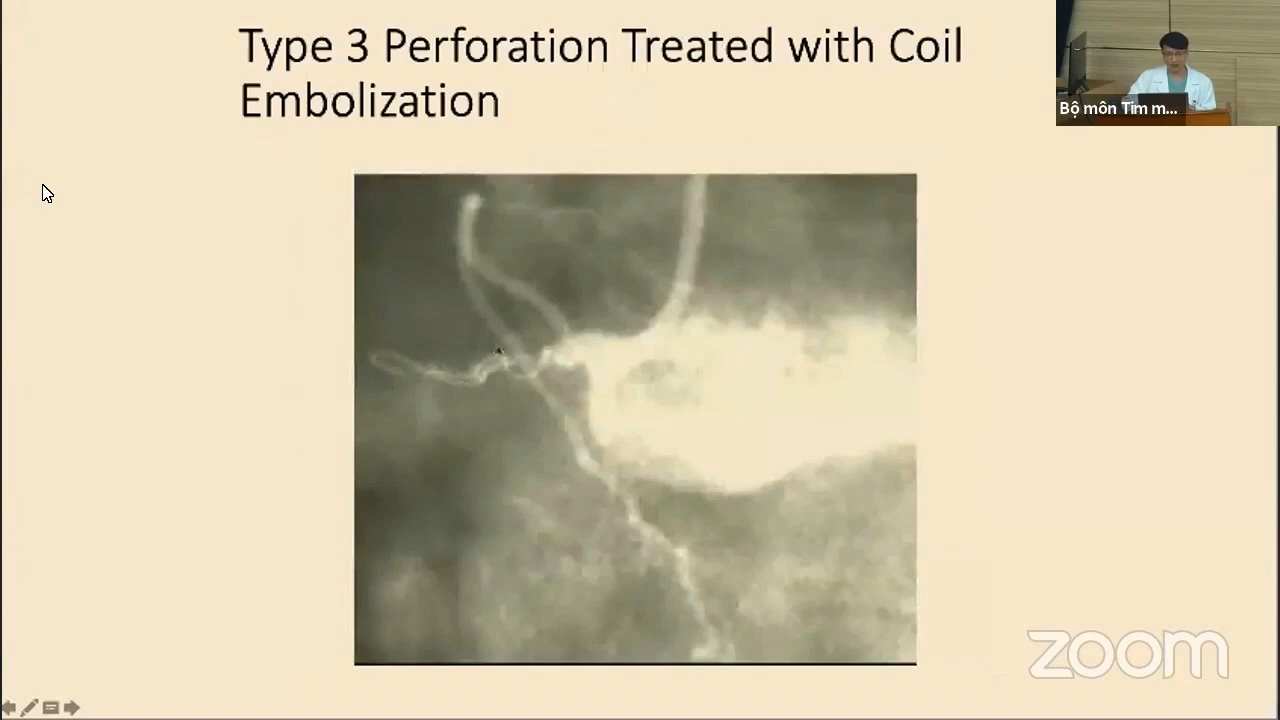 Type 3 Perforation Treated with Coil
Embolization
Bộ môn Tim m...
zoom